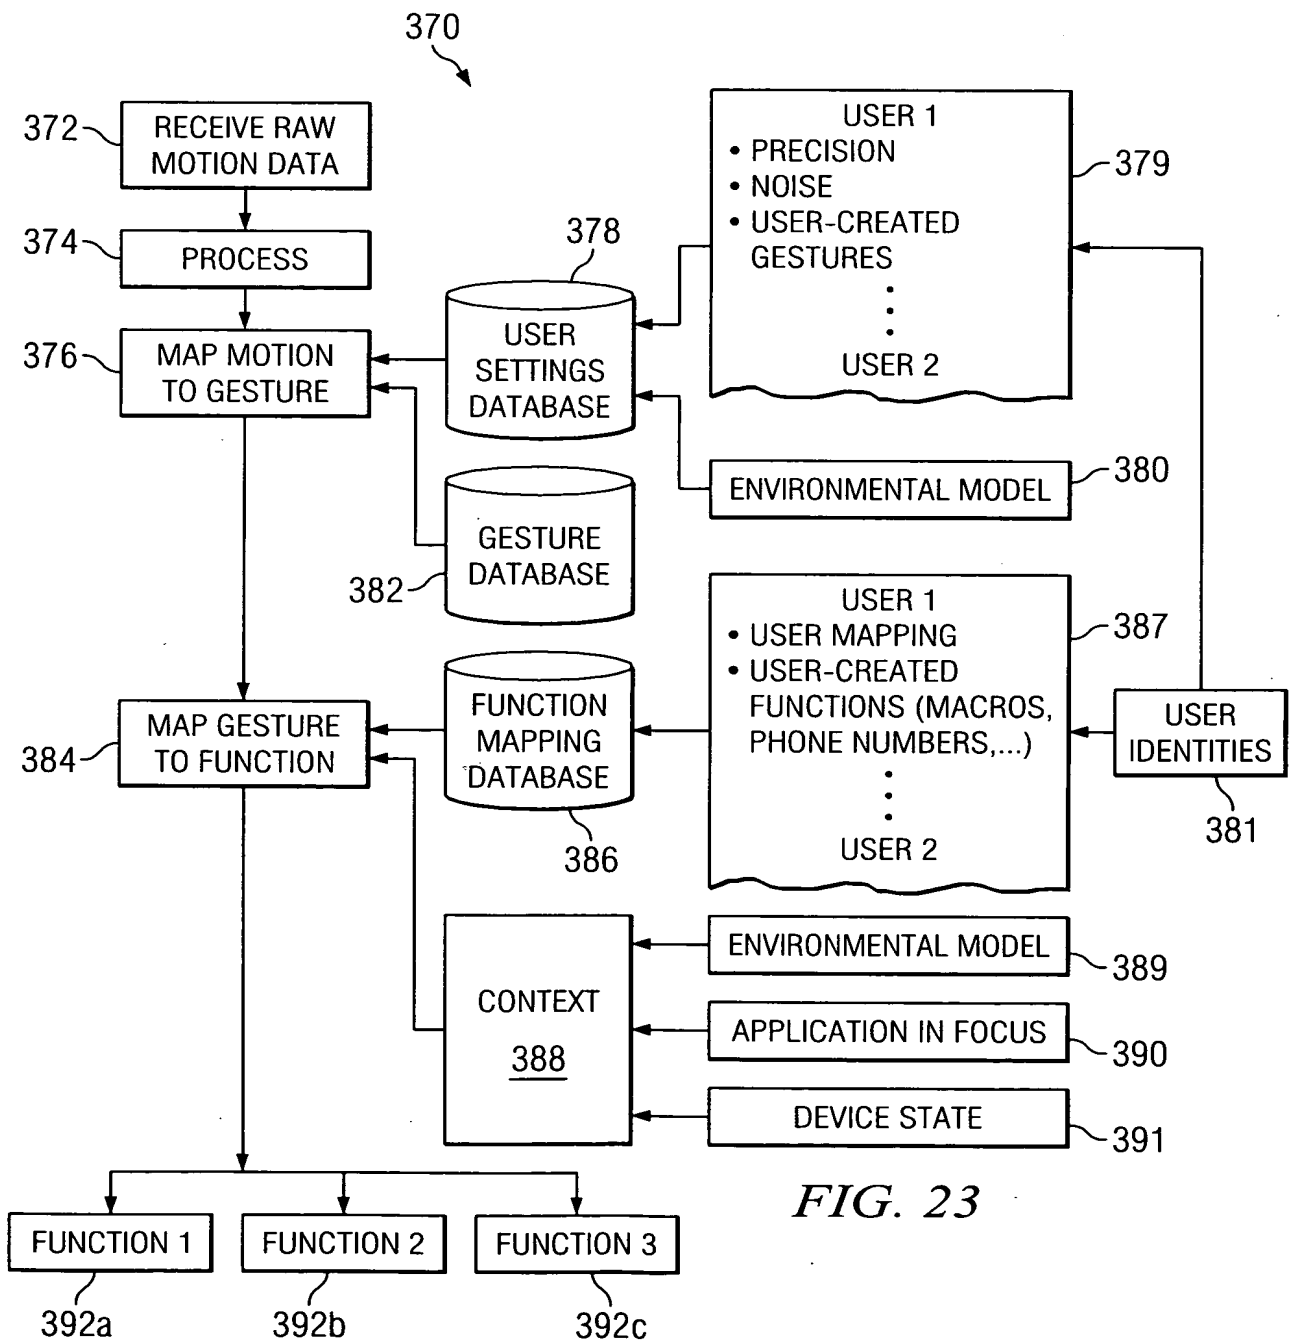 370
372
RECEIVE RAW
MOTION DATA
374
PROCESS
376
MAP MOTION
TO GESTURE
378
USER
SETTINGS
DATABASE
USER 1
• PRECISION
• NOISE
• USER-CREATED
GESTURES
USER 2
379
ENVIRONMENTAL MODEL
380
GESTURE
DATABASE
382
USER 1
• USER MAPPING
• USER-CREATED
FUNCTIONS (MACROS,
PHONE NUMBERS,...)
USER 2
387
USER
IDENTITIES
381
384
MAP GESTURE
TO FUNCTION
FUNCTION
MAPPING
DATABASE
386
CONTEXT
388
ENVIRONMENTAL MODEL
389
APPLICATION IN FOCUS
390
DEVICE STATE
391
FUNCTION 1
392a
FUNCTION 2
392b
FUNCTION 3
392c
FIG. 23